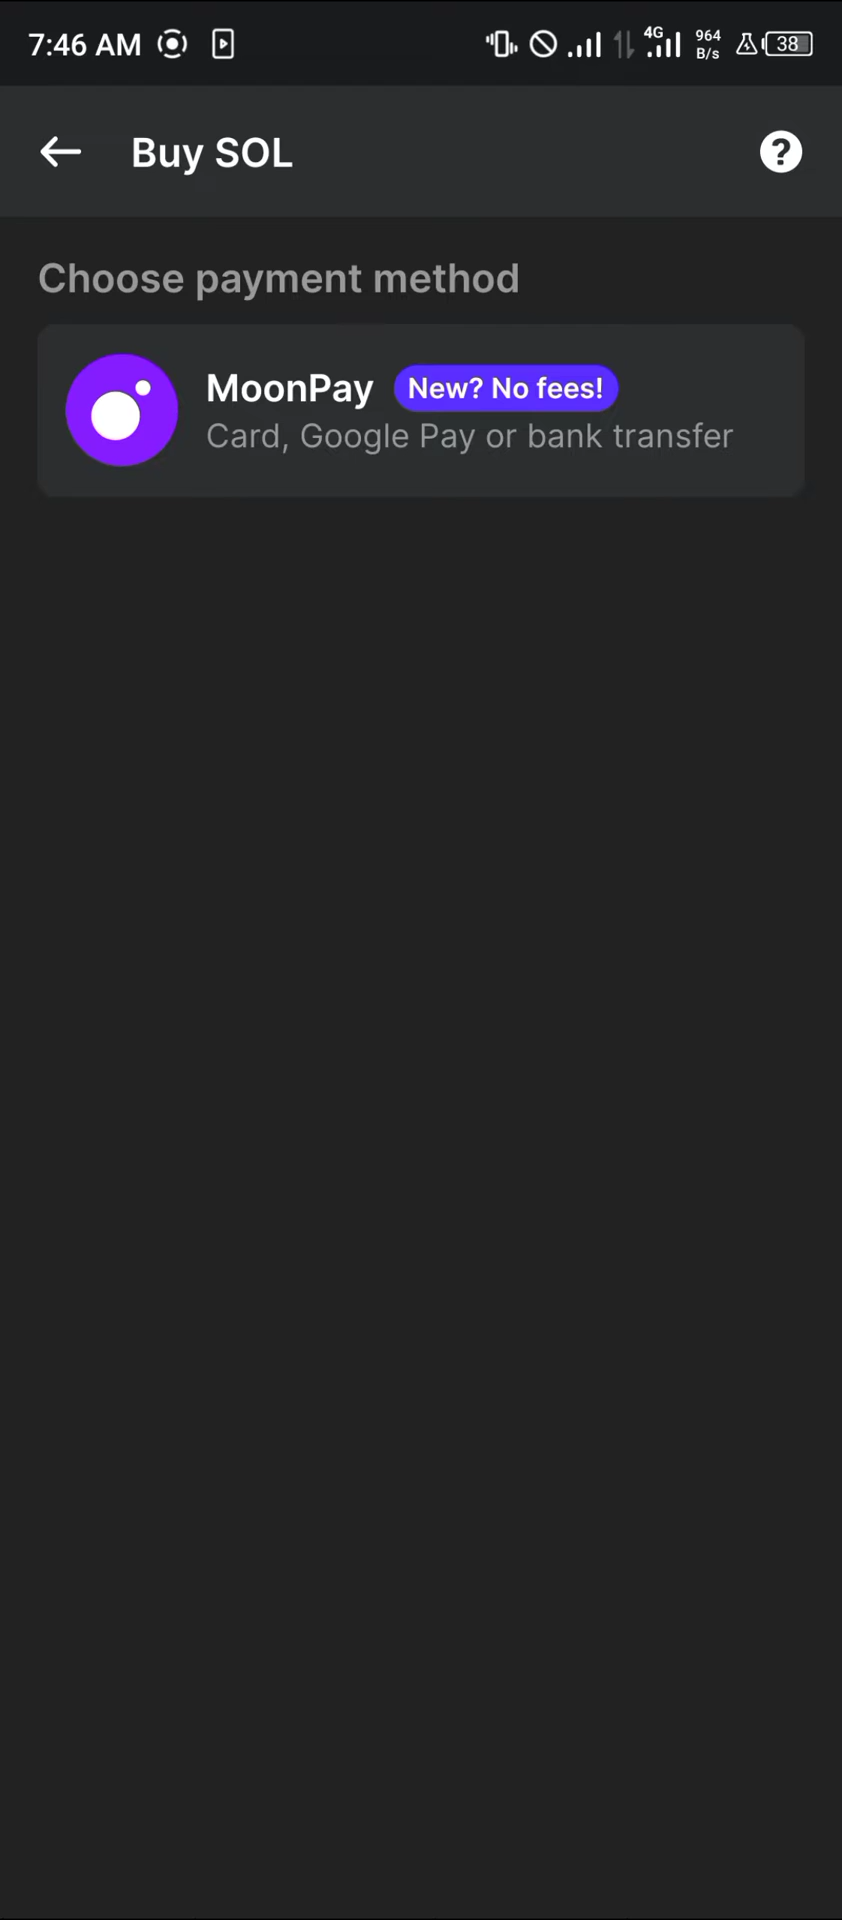 7:46 AM 4G 964 B/s 38
Buy SOL
Choose payment method
MoonPay New? No fees!
Card, Google Pay or bank transfer